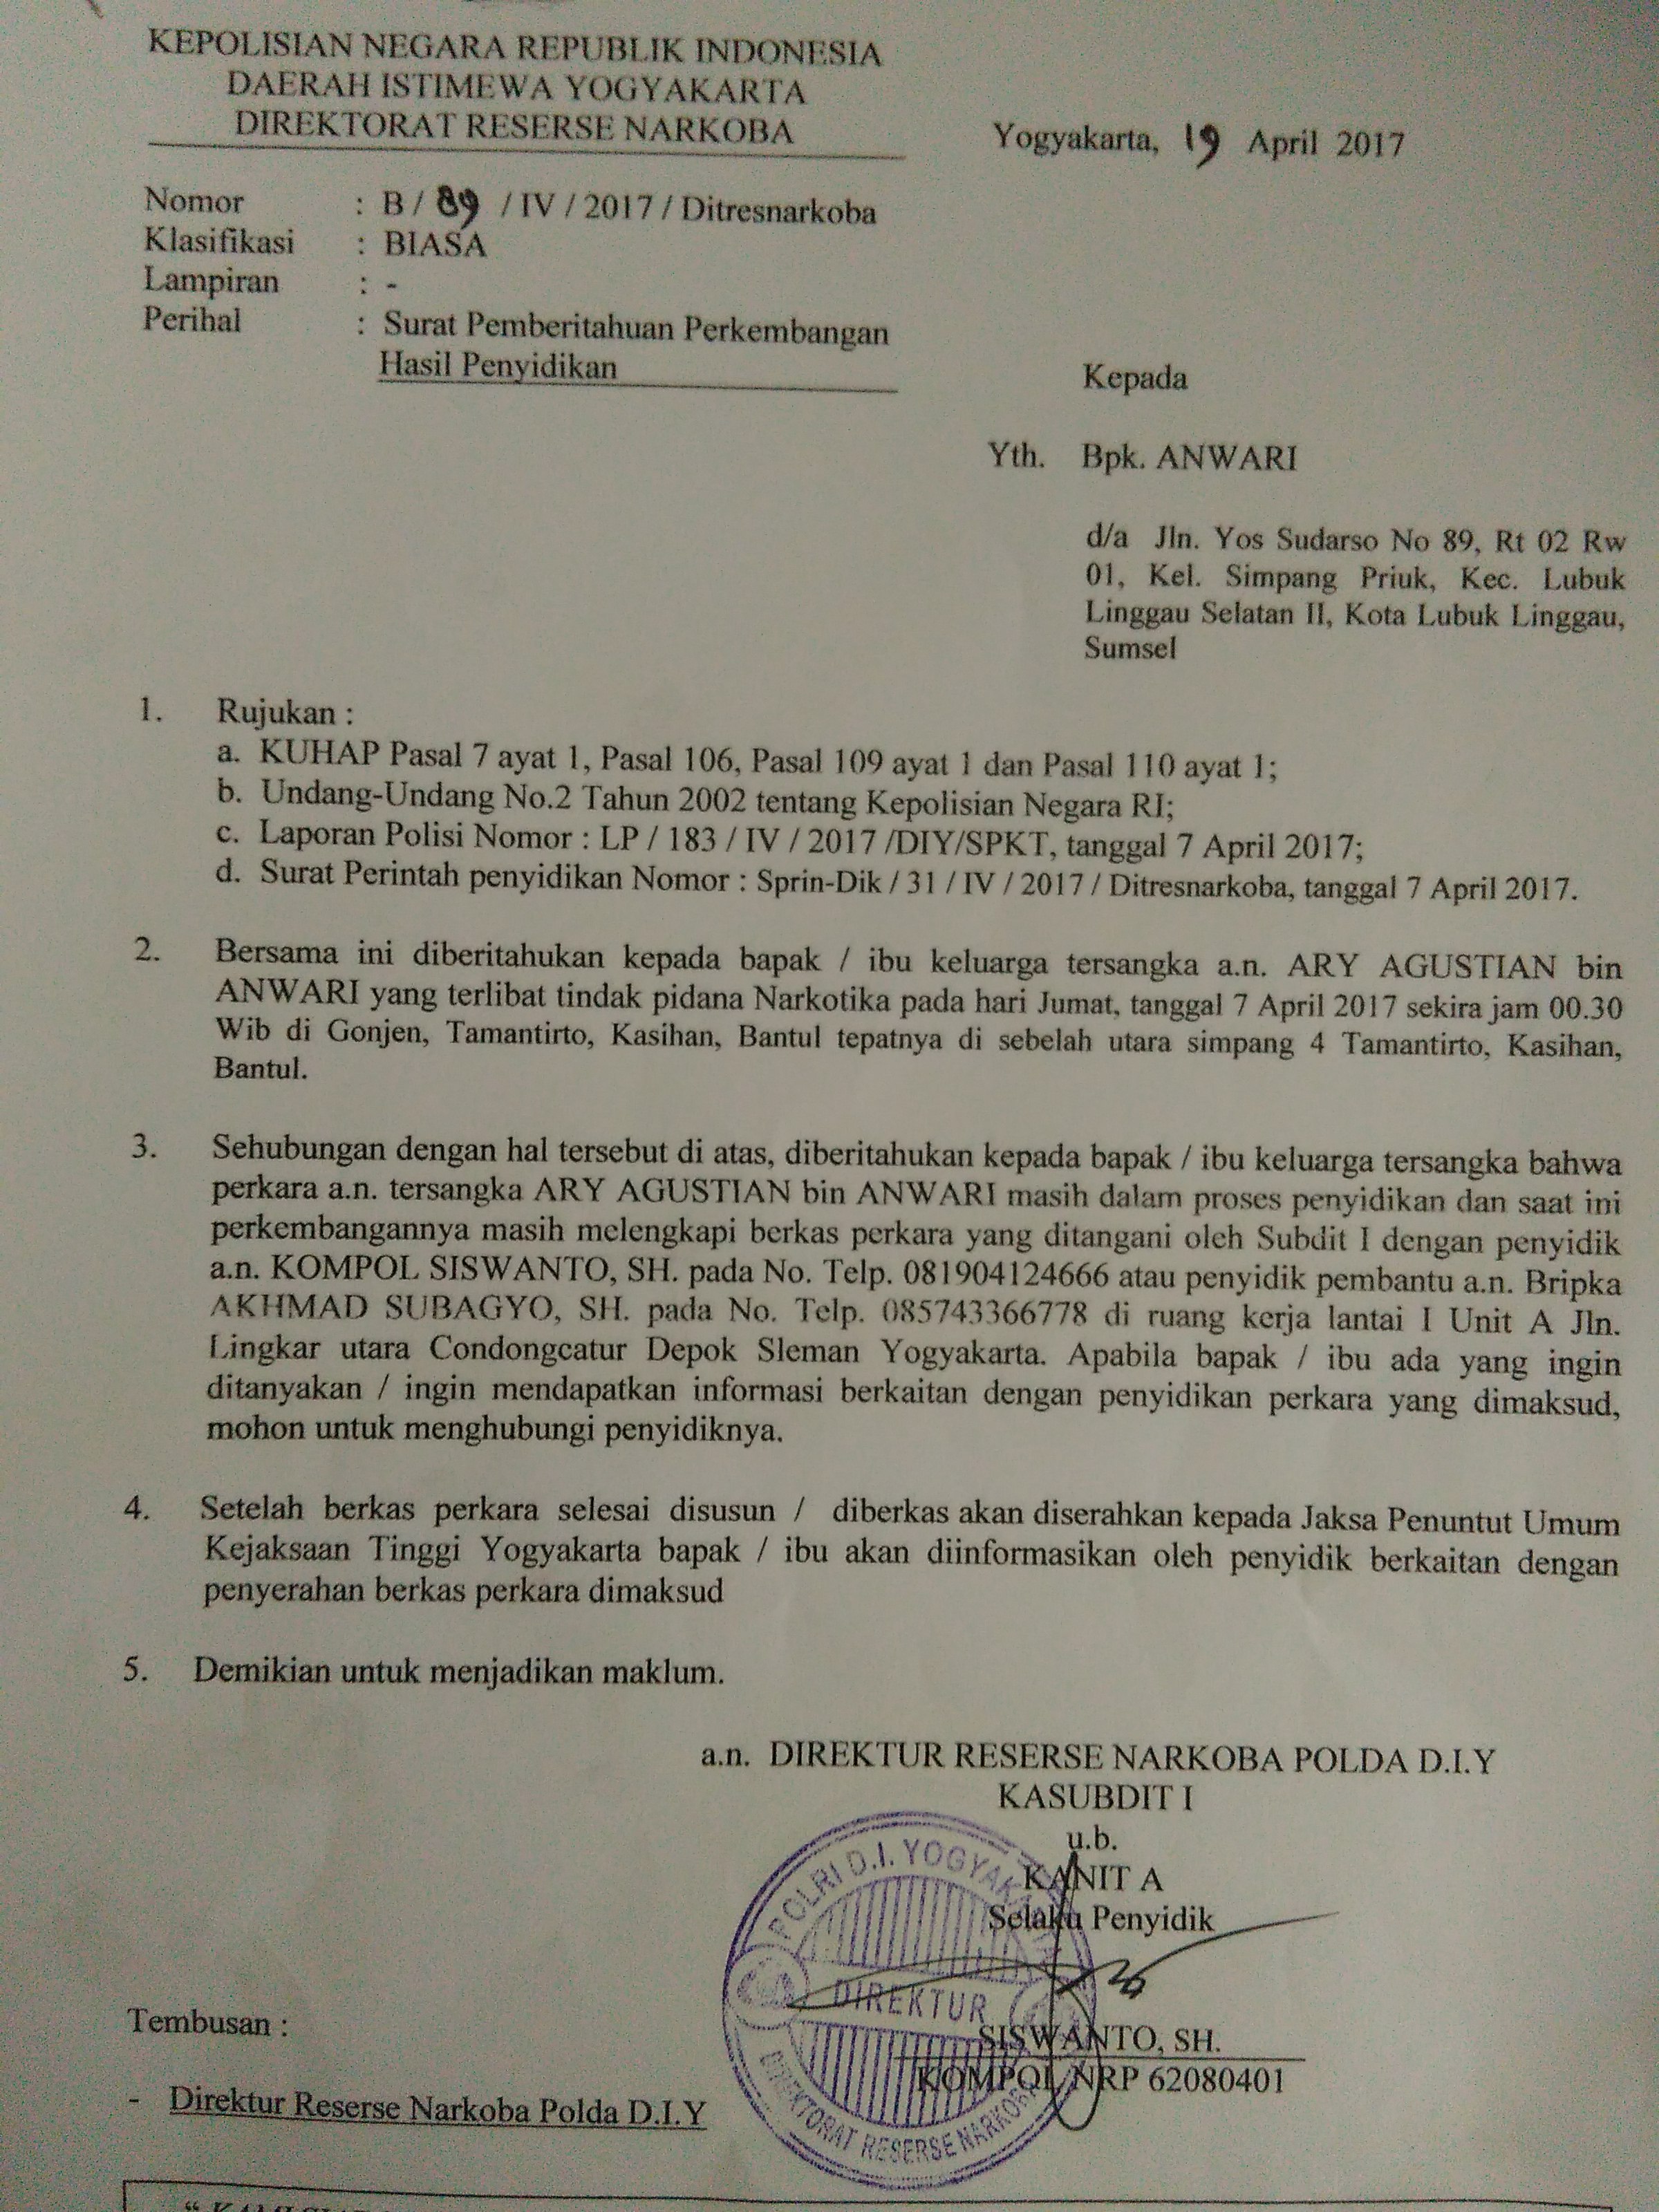 KEPOLISIAN NEGARA REPUBLIK INDONESIA
DAERAH ISTIMEWA YOGYAKARTA
DIREKTORAT RESERSE NARKOBA
Yogyakarta, 19 April 2017
Nomor : B / 89 / IV / 2017 / Ditresnarkoba
Klasifikasi : BIASA
Lampiran : -
Perihal : Surat Pemberitahuan Perkembangan
Hasil Penyidikan
Kepada
Yth. Bpk. ANWARI
d/a Jln. Yos Sudarso No 89, Rt 02 Rw
01, Kel. Simpang Priuk, Kec. Lubuk
Linggau Selatan II, Kota Lubuk Linggau,
Sumsel
1. Rujukan :
a. KUHAP Pasal 7 ayat 1, Pasal 106, Pasal 109 ayat 1 dan Pasal 110 ayat 1;
b. Undang-Undang No.2 Tahun 2002 tentang Kepolisian Negara RI;
c. Laporan Polisi Nomor : LP / 183 / IV / 2017 /DIY/SPKT, tanggal 7 April 2017;
d. Surat Perintah penyidikan Nomor : Sprin-Dik / 31 / IV / 2017 / Ditresnarkoba, tanggal 7 April 2017.
2. Bersama ini diberitahukan kepada bapak / ibu keluarga tersangka a.n. ARY AGUSTIAN bin
ANWARI yang terlibat tindak pidana Narkotika pada hari Jumat, tanggal 7 April 2017 sekira jam 00.30
Wib di Gonjen, Tamantirto, Kasihan, Bantul tepatnya di sebelah utara simpang 4 Tamantirto, Kasihan,
Bantul.
3. Sehubungan dengan hal tersebut di atas, diberitahukan kepada bapak / ibu keluarga tersangka bahwa
perkara a.n. tersangka ARY AGUSTIAN bin ANWARI masih dalam proses penyidikan dan saat ini
perkembangannya masih melengkapi berkas perkara yang ditangani oleh Subdit I dengan penyidik
a.n. KOMPOL SISWANTO, SH. pada No. Telp. 081904124666 atau penyidik pembantu a.n. Bripka
AKHMAD SUBAGYO, SH. pada No. Telp. 085743366778 di ruang kerja lantai I Unit A Jln.
Lingkar utara Condongcatur Depok Sleman Yogyakarta. Apabila bapak / ibu ada yang ingin
ditanyakan / ingin mendapatkan informasi berkaitan dengan penyidikan perkara yang dimaksud,
mohon untuk menghubungi penyidiknya.
4. Setelah berkas perkara selesai disusun / diberkas akan diserahkan kepada Jaksa Penuntut Umum
Kejaksaan Tinggi Yogyakarta bapak / ibu akan diinformasikan oleh penyidik berkaitan dengan
penyerahan berkas perkara dimaksud
5. Demikian untuk menjadikan maklum.
a.n. DIREKTUR RESERSE NARKOBA POLDA D.I.Y
KASUBDIT I
u.b.
KANIT A
Selaku Penyidik
POLRI D.I. YOGYAK
DIREKTUR
DIREKTORAT RESERSE NARKOB
SISWANTO, SH.
KOMPOL NRP 62080401
Tembusan :
- Direktur Reserse Narkoba Polda D.I.Y